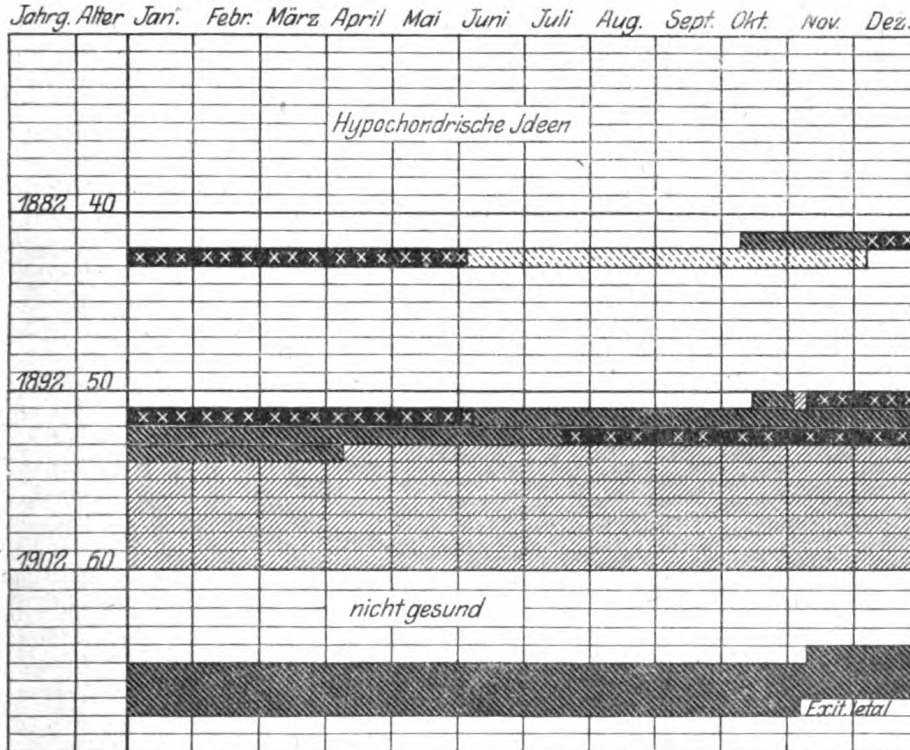 Jahrg. Alter Jan. Febr. März April Mai Juni Juli Aug. Sept. Okt. Nov. Dez.
Hypochondrische Jdeen
1882 40
1892 50
1902 60
nicht gesund
Exit. letal